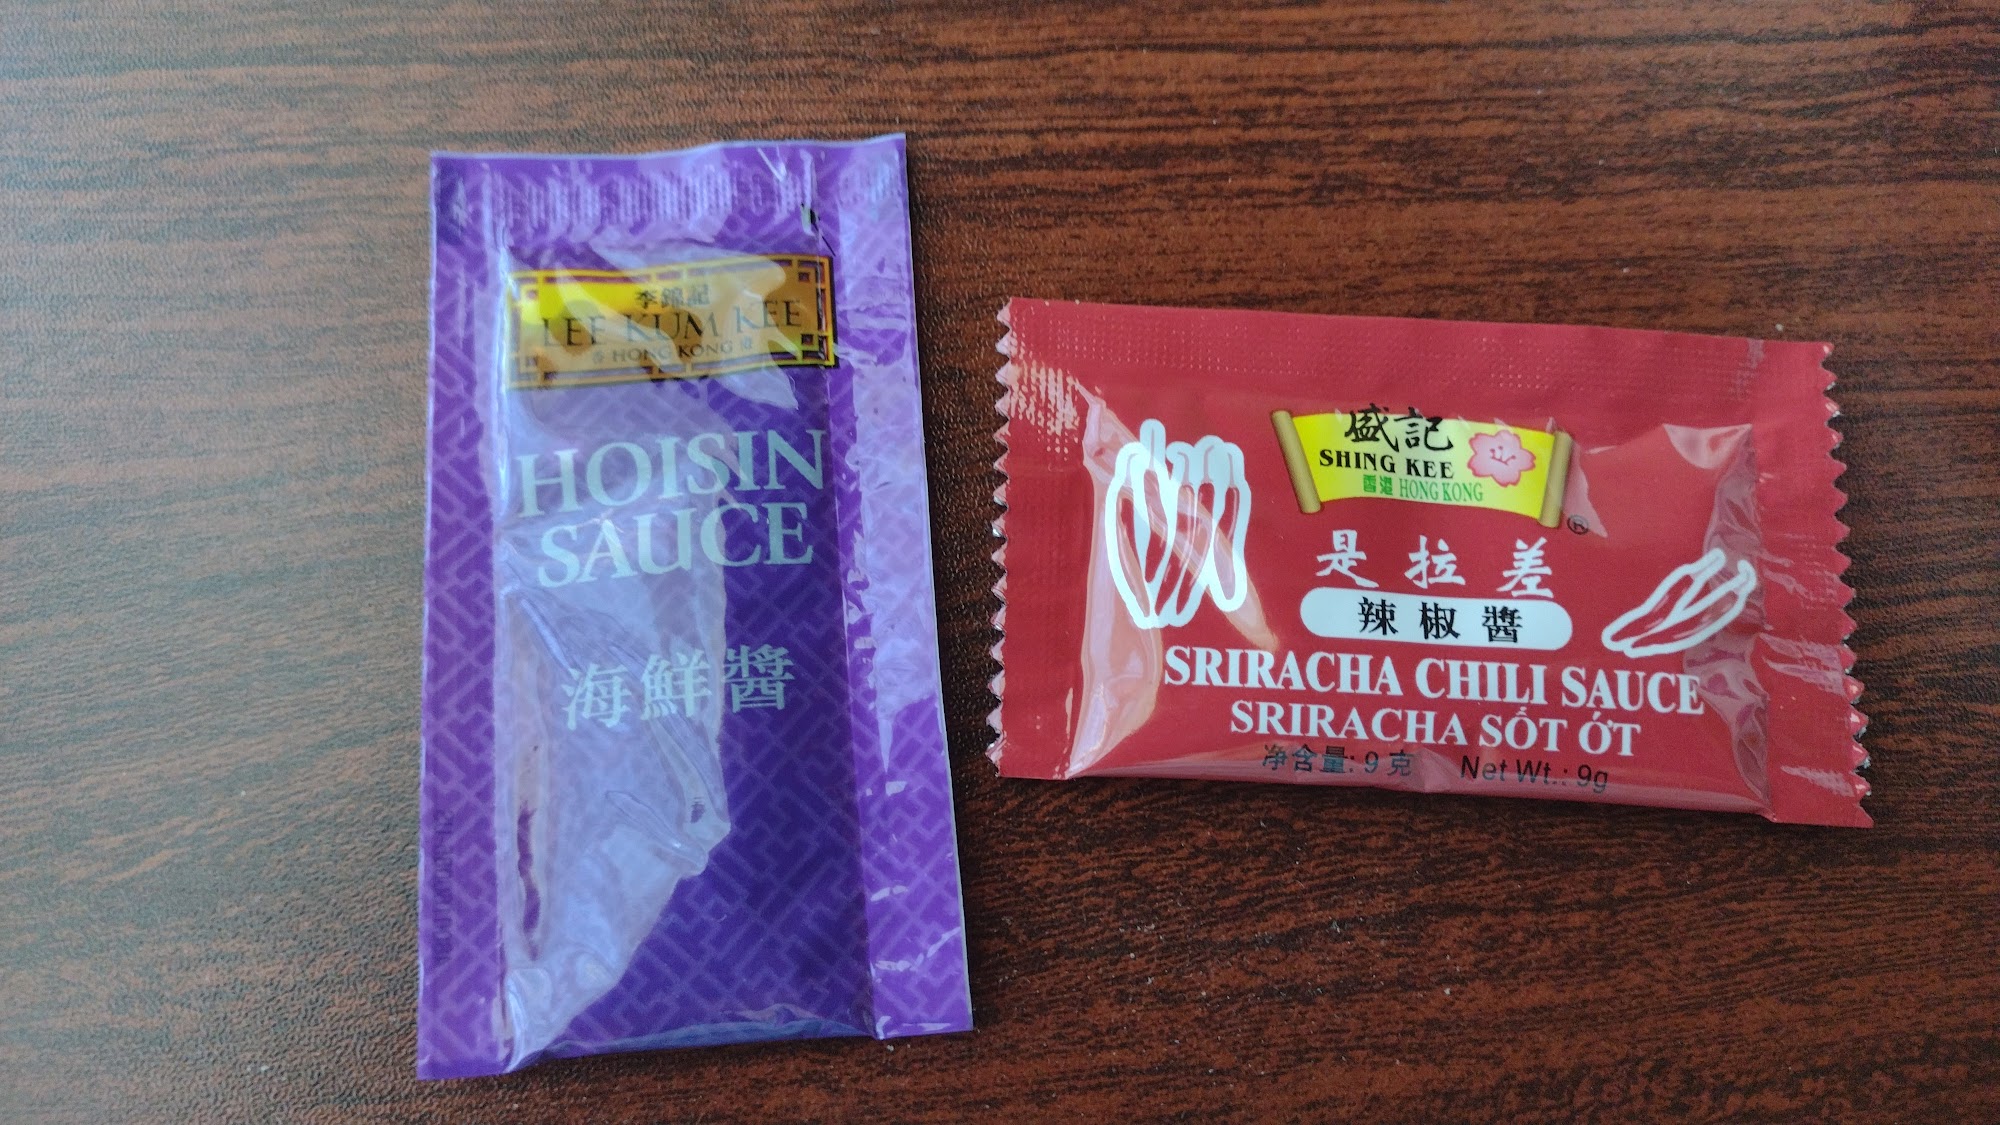 李錦記
LEE KUM KEE
香 HONG KONG 港
HOISIN
SAUCE
海鮮醬
盛記
SHING KEE
香港 HONG KONG
®
是拉差
辣椒醬
SRIRACHA CHILI SAUCE
SRIRACHA SỐT ỚT
净含量: 9 克 Net Wt.: 9g